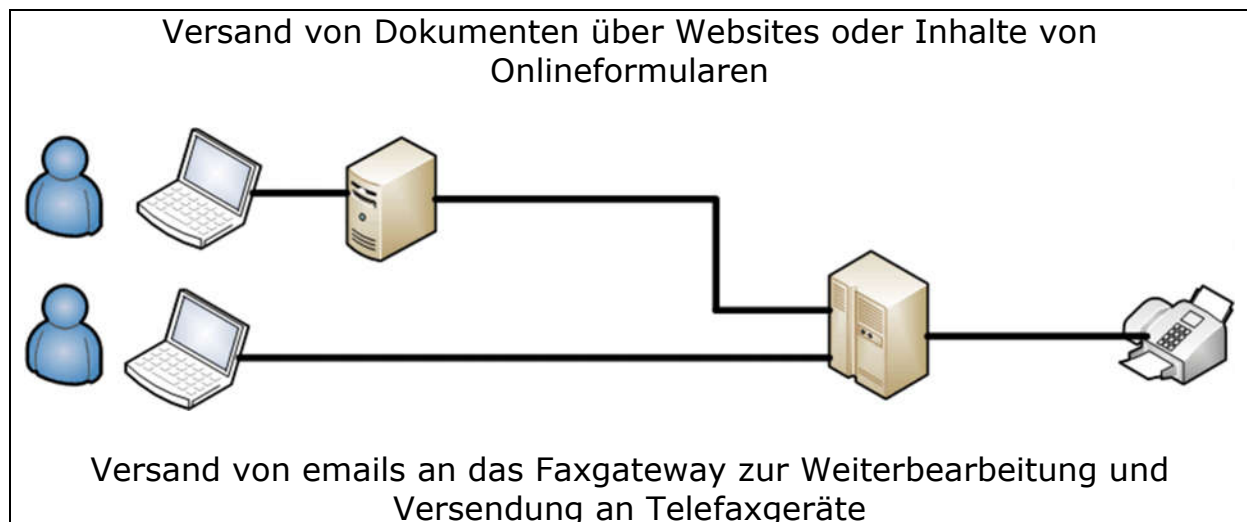 Versand von Dokumenten über Websites oder Inhalte von
Onlineformularen
Versand von emails an das Faxgateway zur Weiterbearbeitung und
Versendung an Telefaxgeräte